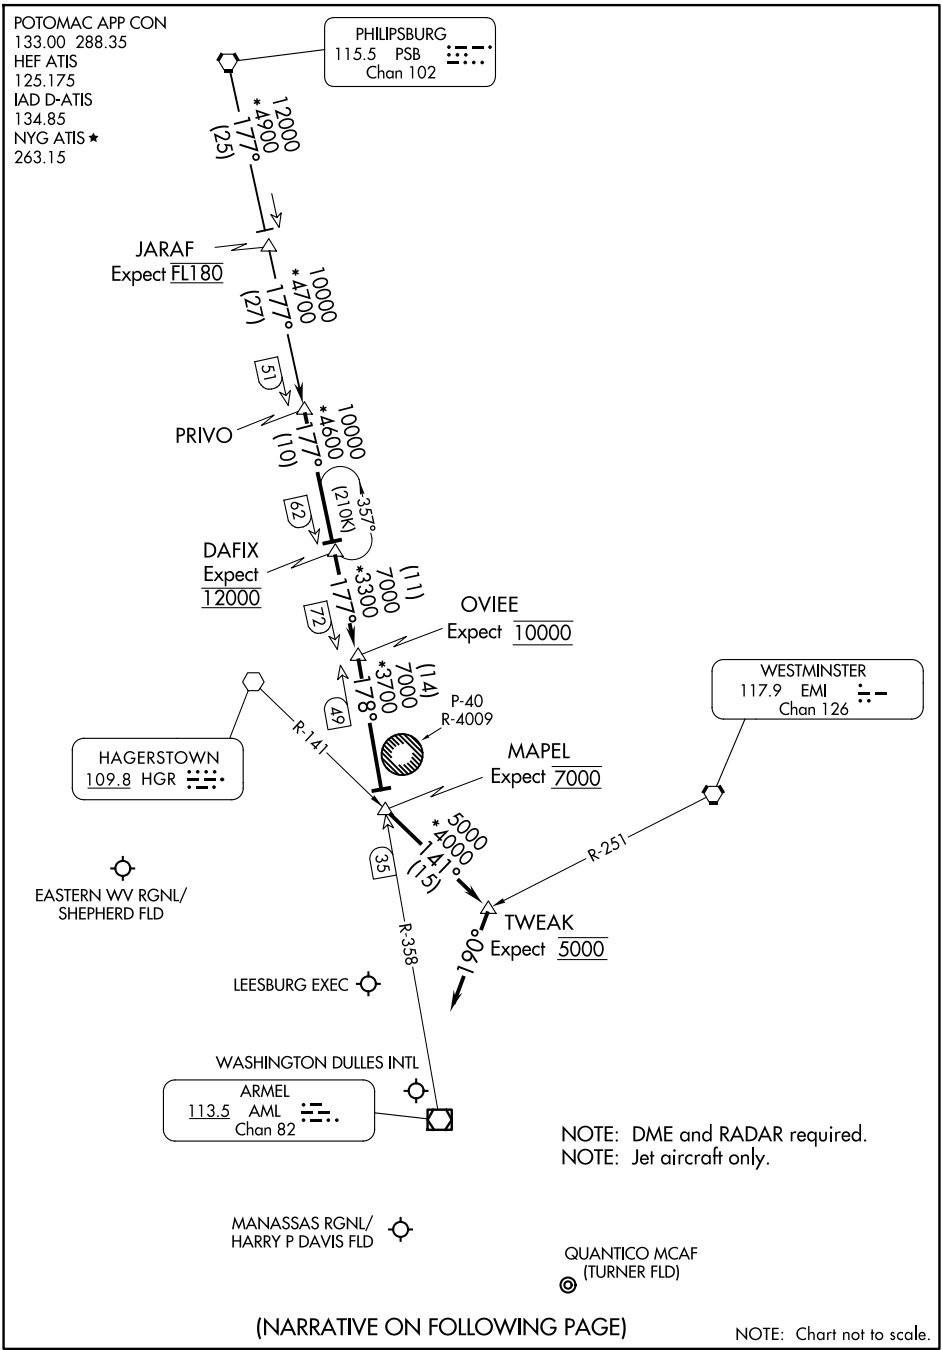 POTOMAC APP CON
133.00 288.35
HEF ATIS
125.175
IAD D-ATIS
134.85
NYG ATIS ★
263.15
PHILIPSBURG
115.5 PSB
Chan 102
12000
*4900
177°
(25)
JARAF
Expect FL180
10000
*4700
177°
(27)
51
PRIVO
10000
*4600
177°
(10)
62
(210K)
357°
DAFIX
Expect
12000
(11)
7000
*3300
177°
72
OVIEE
Expect 10000
(14)
7000
*3700
178°
49
P-40
R-4009
WESTMINSTER
117.9 EMI
Chan 126
HAGERSTOWN
109.8 HGR
R-141
MAPEL
Expect 7000
5000
*4000
141°
(15)
35
R-251
EASTERN WV RGNL/
SHEPHERD FLD
TWEAK
Expect 5000
190°
R-358
LEESBURG EXEC
WASHINGTON DULLES INTL
ARMEL
113.5 AML
Chan 82
NOTE: DME and RADAR required.
NOTE: Jet aircraft only.
MANASSAS RGNL/
HARRY P DAVIS FLD
QUANTICO MCAF
(TURNER FLD)
(NARRATIVE ON FOLLOWING PAGE)
NOTE: Chart not to scale.